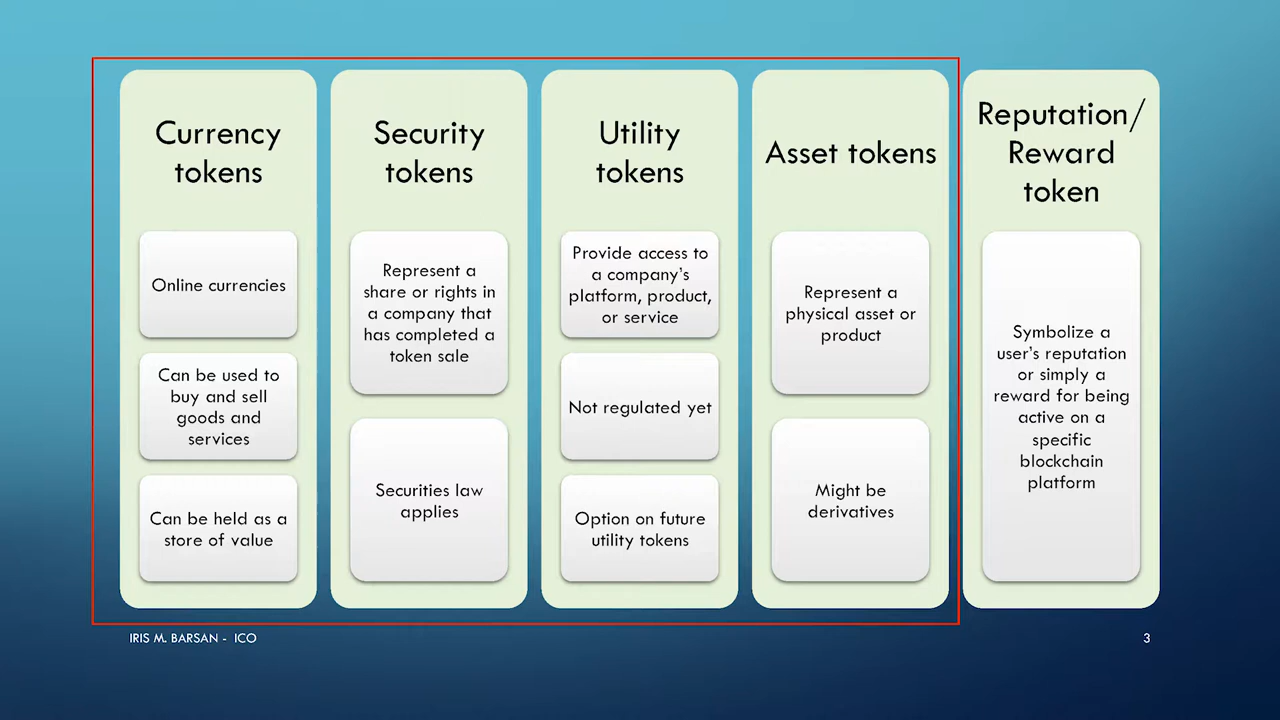 Currency
tokens
Online currencies
Can be used to
buy and sell
goods and
services
Can be held as a
store of value
Security
tokens
Represent a
share or rights in
a company that
has completed a
token sale
Securities law
applies
Utility
tokens
Provide access to
a company's
platform, product,
or service
Not regulated yet
Option on future
utility tokens
Asset tokens
Represent a
physical asset or
product
Might be
derivatives
Reputation/
Reward
token
Symbolize a
user's reputation
or simply a
reward for being
active on a
specific
blockchain
platform
IRIS M. BARSAN - ICO
3